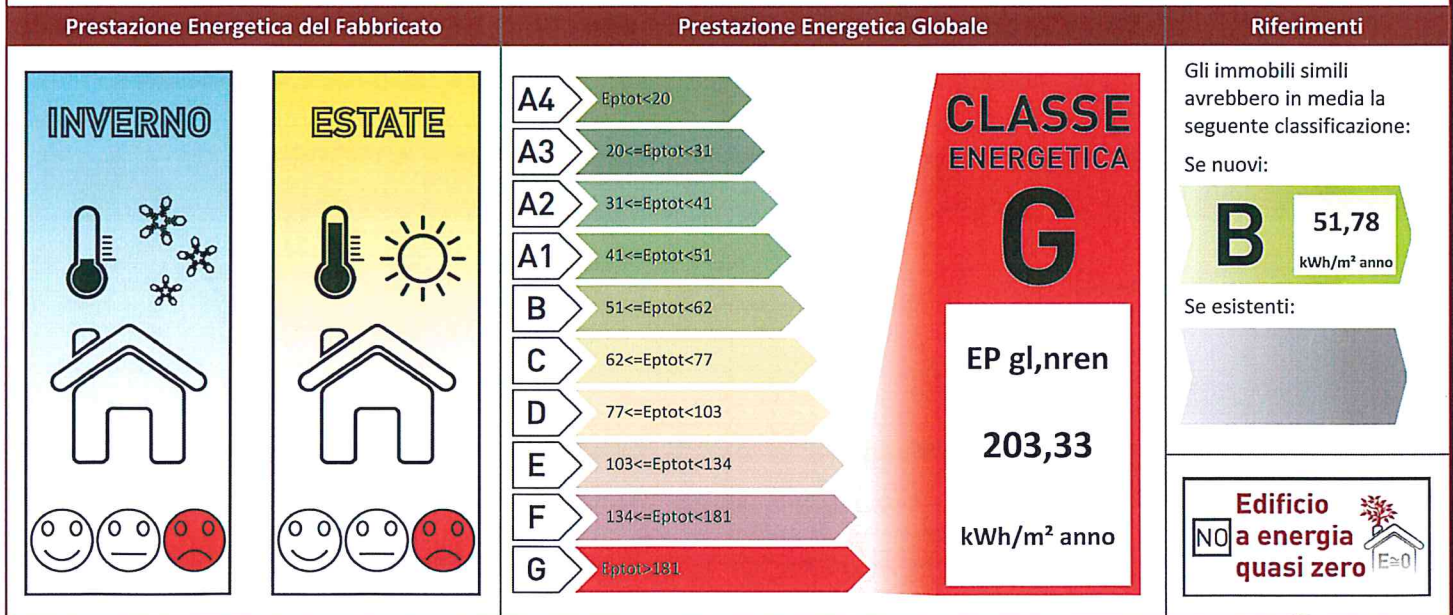 Prestazione Energetica del Fabbricato
INVERNO
ESTATE
Prestazione Energetica Globale
A4 Eptot<20
A3 20<=Eptot<31
A2 31<=Eptot<41
A1 41<=Eptot<51
B 51<=Eptot<62
C 62<=Eptot<77
D 77<=Eptot<103
E 103<=Eptot<134
F 134<=Eptot<181
G Eptot>181
CLASSE
ENERGETICA
G
EP gl,nren
203,33
kWh/m² anno
Riferimenti
Gli immobili simili
avrebbero in media la
seguente classificazione:
Se nuovi:
B 51,78
kWh/m² anno
Se esistenti:
Edificio
NO a energia
quasi zero
E≅0